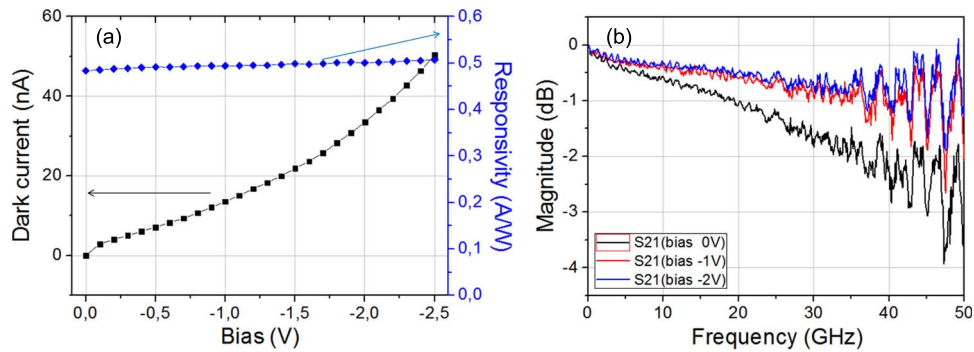 (a)
60
40
20
0
Dark current (nA)
0,6
0,5
0,4
0,3
0,2
0,1
0,0
Responsivity (A/W)
0,0 -0,5 -1,0 -1,5 -2,0 -2,5
Bias (V)
(b)
0
-1
-2
-3
-4
Magnitude (dB)
S21(bias 0V)
S21(bias -1V)
S21(bias -2V)
0 10 20 30 40 50
Frequency (GHz)